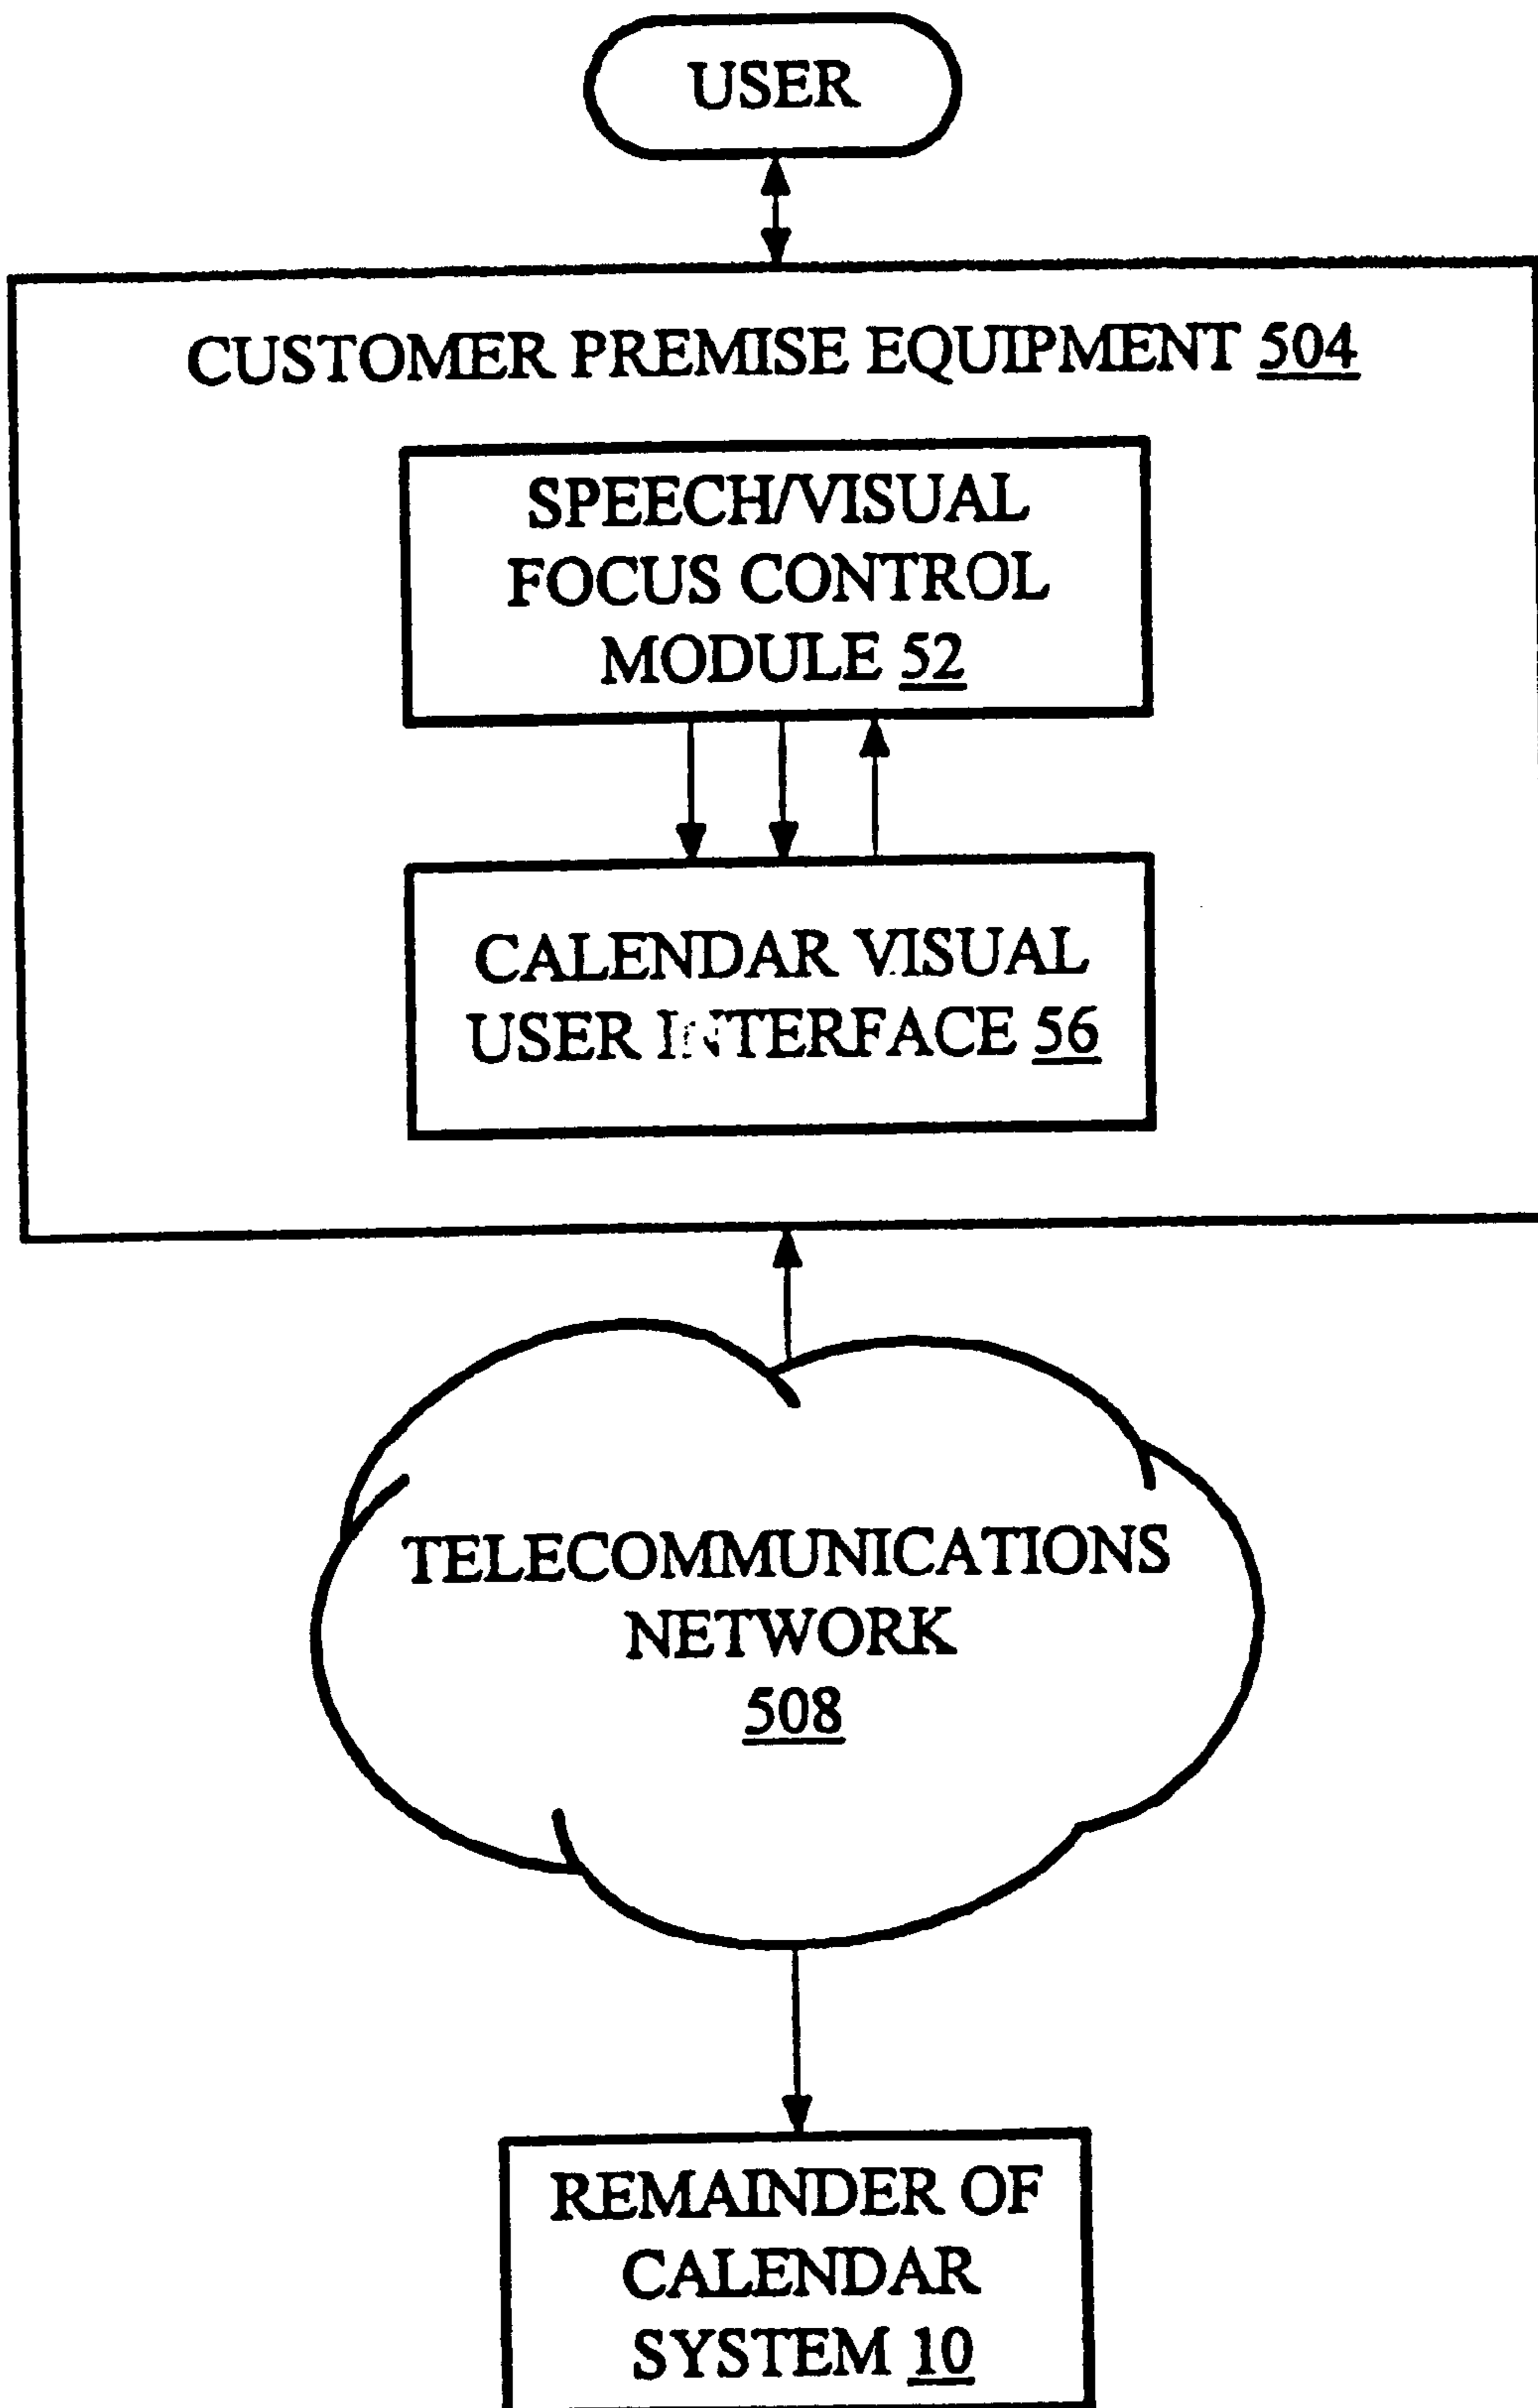 USER
CUSTOMER PREMISE EQUIPMENT 504
SPEECH/VISUAL
FOCUS CONTROL
MODULE 52
CALENDAR VISUAL
USER INTERFACE 56
TELECOMMUNICATIONS
NETWORK
508
REMAINDER OF
CALENDAR
SYSTEM 10